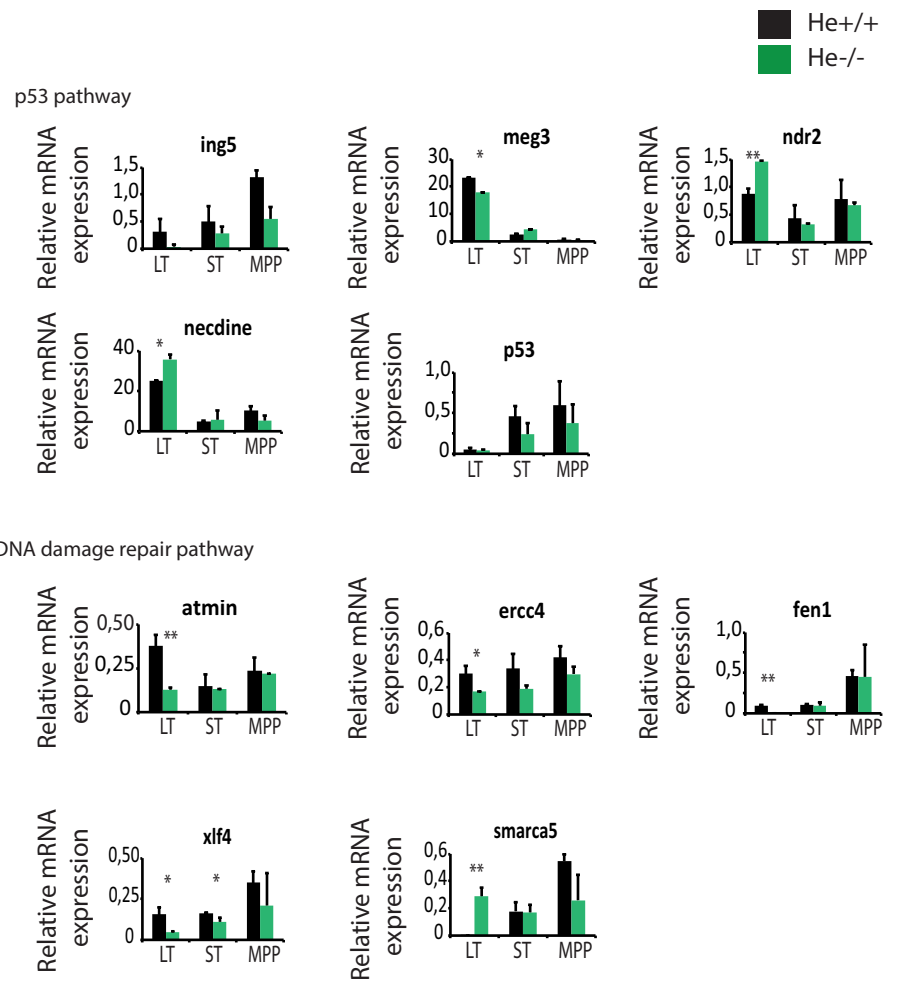 He+/+
He-/-
p53 pathway
ing5
Relative mRNA
expression
1,5
1,0
0,5
0
LT ST MPP
meg3
*
Relative mRNA
expression
30
20
10
0
LT ST MPP
ndr2
**
Relative mRNA
expression
1,5
1,0
0,5
0
LT ST MPP
necdine
*
Relative mRNA
expression
40
20
0
LT ST MPP
p53
Relative mRNA
expression
1,0
0,5
0
LT ST MPP
DNA damage repair pathway
atmin
**
Relative mRNA
expression
0,50
0,25
0
LT ST MPP
ercc4
*
Relative mRNA
expression
0,6
0,4
0,2
0
LT ST MPP
fen1
**
Relative mRNA
expression
1,0
0,5
0
LT ST MPP
xlf4
* *
Relative mRNA
expression
0,50
0,25
0
LT ST MPP
smarca5
**
Relative mRNA
expression
0,6
0,4
0,2
0
LT ST MPP